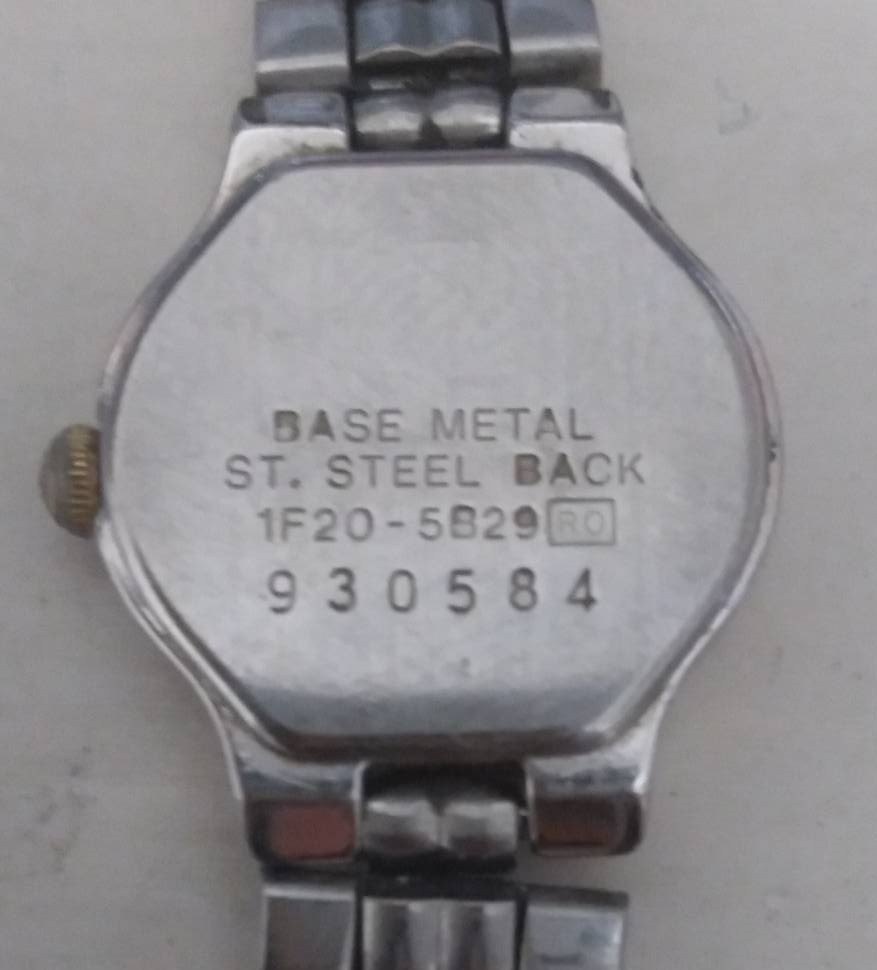 BASE METAL
ST. STEEL BACK
1F20-5B29 RO
930584